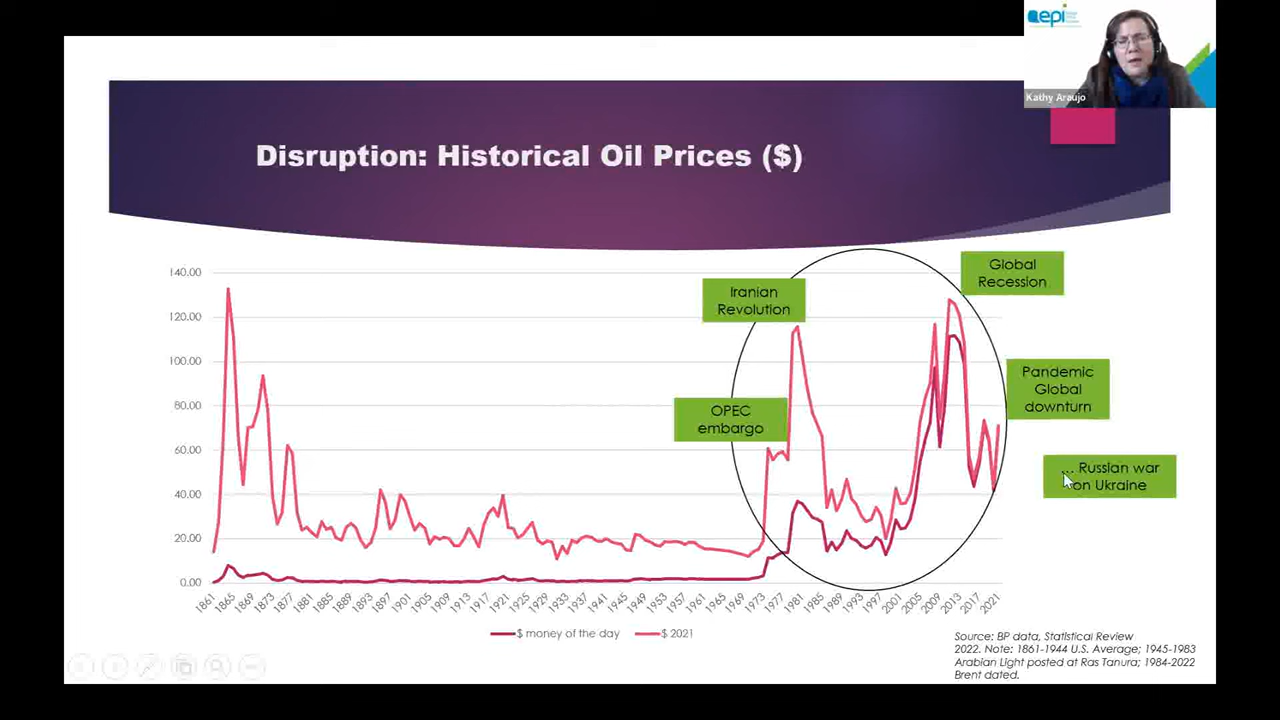 epi
Kathy Araujo
Disruption: Historical Oil Prices ($)
140.00
120.00
100.00
80.00
60.00
40.00
20.00
0.00
Iranian
Revolution
OPEC
embargo
Global
Recession
Pandemic
Global
downturn
... Russian war
on Ukraine
1861
1865
1869
1873
1877
1881
1885
1889
1893
1897
1901
1905
1909
1913
1917
1921
1925
1929
1933
1937
1941
1945
1949
1953
1957
1961
1965
1969
1973
1977
1981
1985
1989
1993
1997
2001
2005
2009
2013
2017
2021
$ money of the day
$ 2021
Source: BP data, Statistical Review
2022. Note: 1861-1944 U.S. Average; 1945-1983
Arabian Light posted at Ras Tanura; 1984-2022
Brent dated.